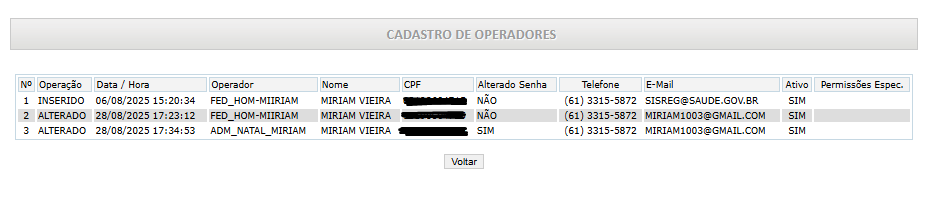 CADASTRO DE OPERADORES
Nº Operação Data / Hora Operador Nome CPF Alterado Senha Telefone E-Mail Ativo Permissões Espec.
1 INSERIDO 06/08/2025 15:20:34 FED_HOM-MIIRIAM MIRIAM VIEIRA NÃO (61) 3315-5872 SISREG@SAUDE.GOV.BR SIM
2 ALTERADO 28/08/2025 17:23:12 FED_HOM-MIIRIAM MIRIAM VIEIRA NÃO (61) 3315-5872 MIRIAM1003@GMAIL.COM SIM
3 ALTERADO 28/08/2025 17:34:53 ADM_NATAL_MIRIAM MIRIAM VIEIRA SIM (61) 3315-5872 MIRIAM1003@GMAIL.COM SIM
Voltar